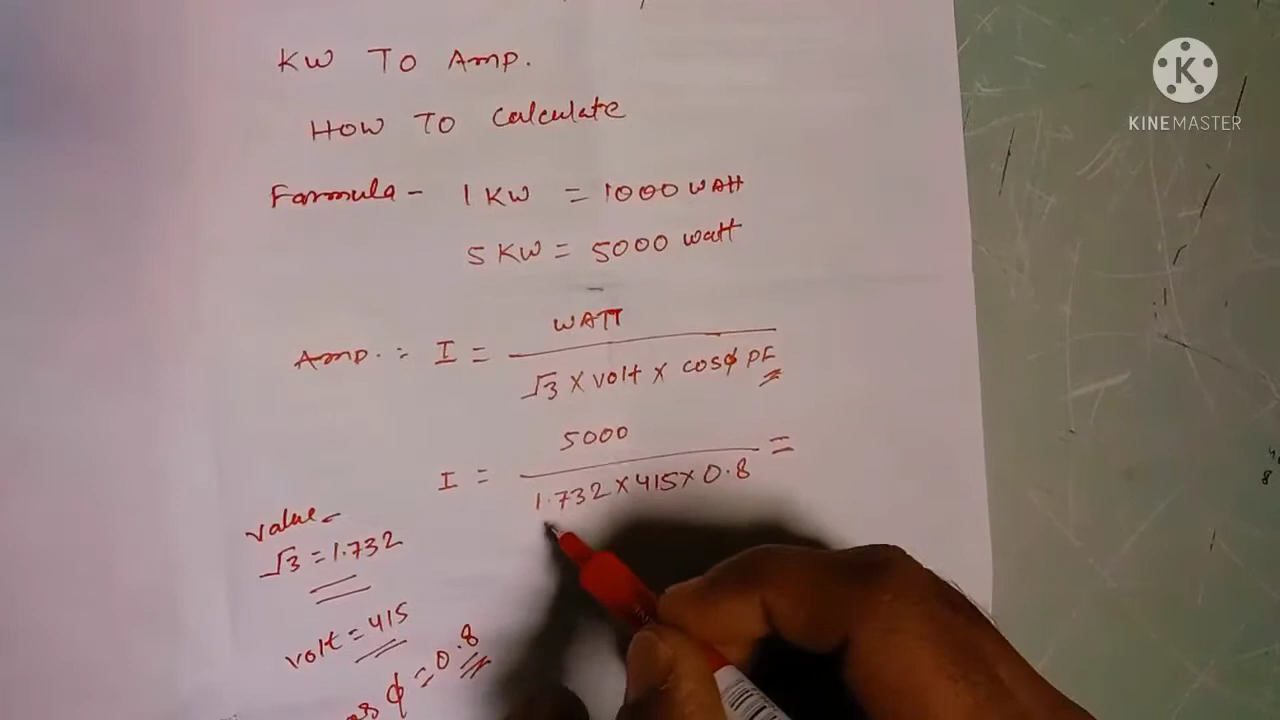 KW TO Amp.
HOW TO Calculate
Formula - 1 KW = 1000 WATT
5 KW = 5000 watt
Amp. : I = WATT
√3 X volt X cosϕ PF
I = 5000 =
1.732 X 415 X 0.8
value -
√3 = 1.732
volt = 415
ϕ = 0.8
K
KINEMASTER